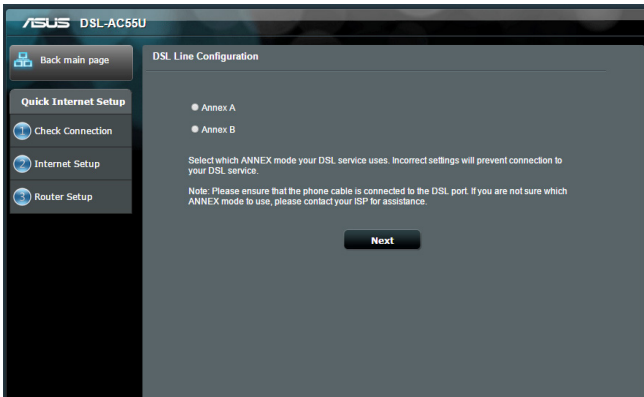 ASUS DSL-AC55U
Back main page
Quick Internet Setup
1 Check Connection
2 Internet Setup
3 Router Setup
DSL Line Configuration
Annex A
Annex B
Select which ANNEX mode your DSL service uses. Incorrect settings will prevent connection to
your DSL service.
Note: Please ensure that the phone cable is connected to the DSL port. If you are not sure which
ANNEX mode to use, please contact your ISP for assistance.
Next